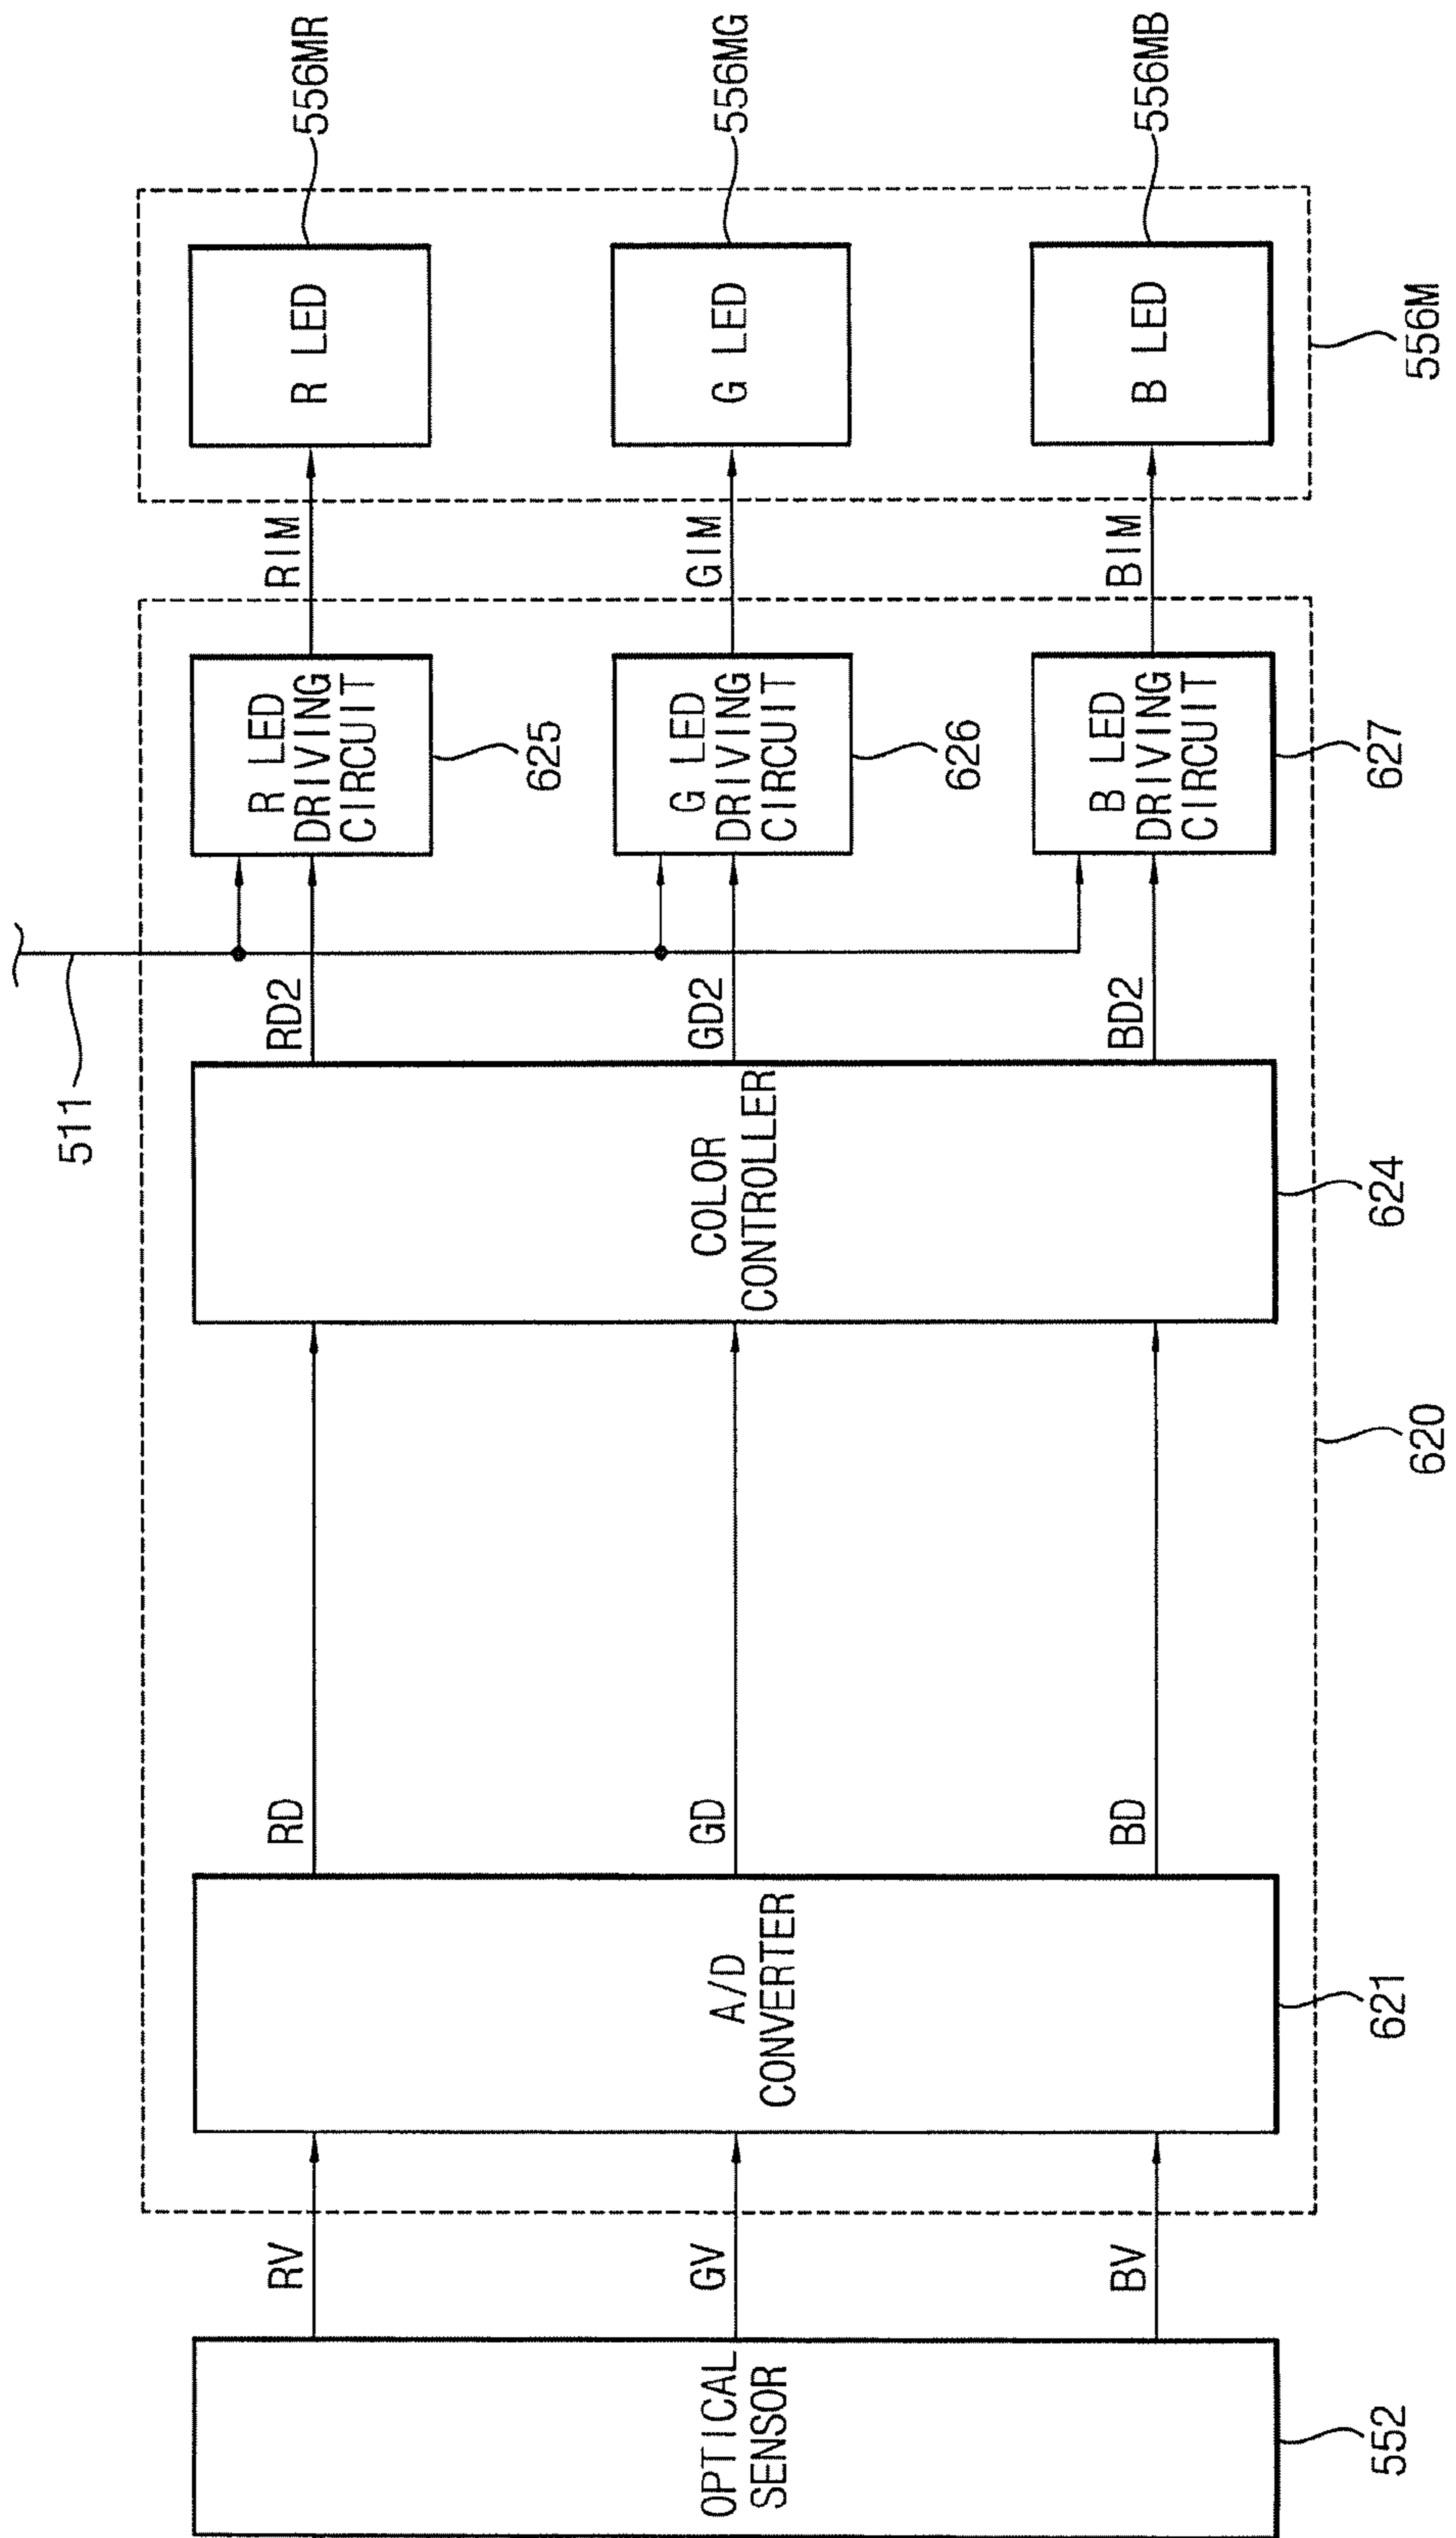 OPTICAL
SENSOR
552
RV
GV
BV
A/D
CONVERTER
621
RD
GD
BD
COLOR
CONTROLLER
624
620
511
RD2
GD2
BD2
R LED
DRIVING
CIRCUIT
625
G LED
DRIVING
CIRCUIT
626
B LED
DRIVING
CIRCUIT
627
RIM
GIM
BIM
R LED
G LED
B LED
556MR
556MG
556MB
556M